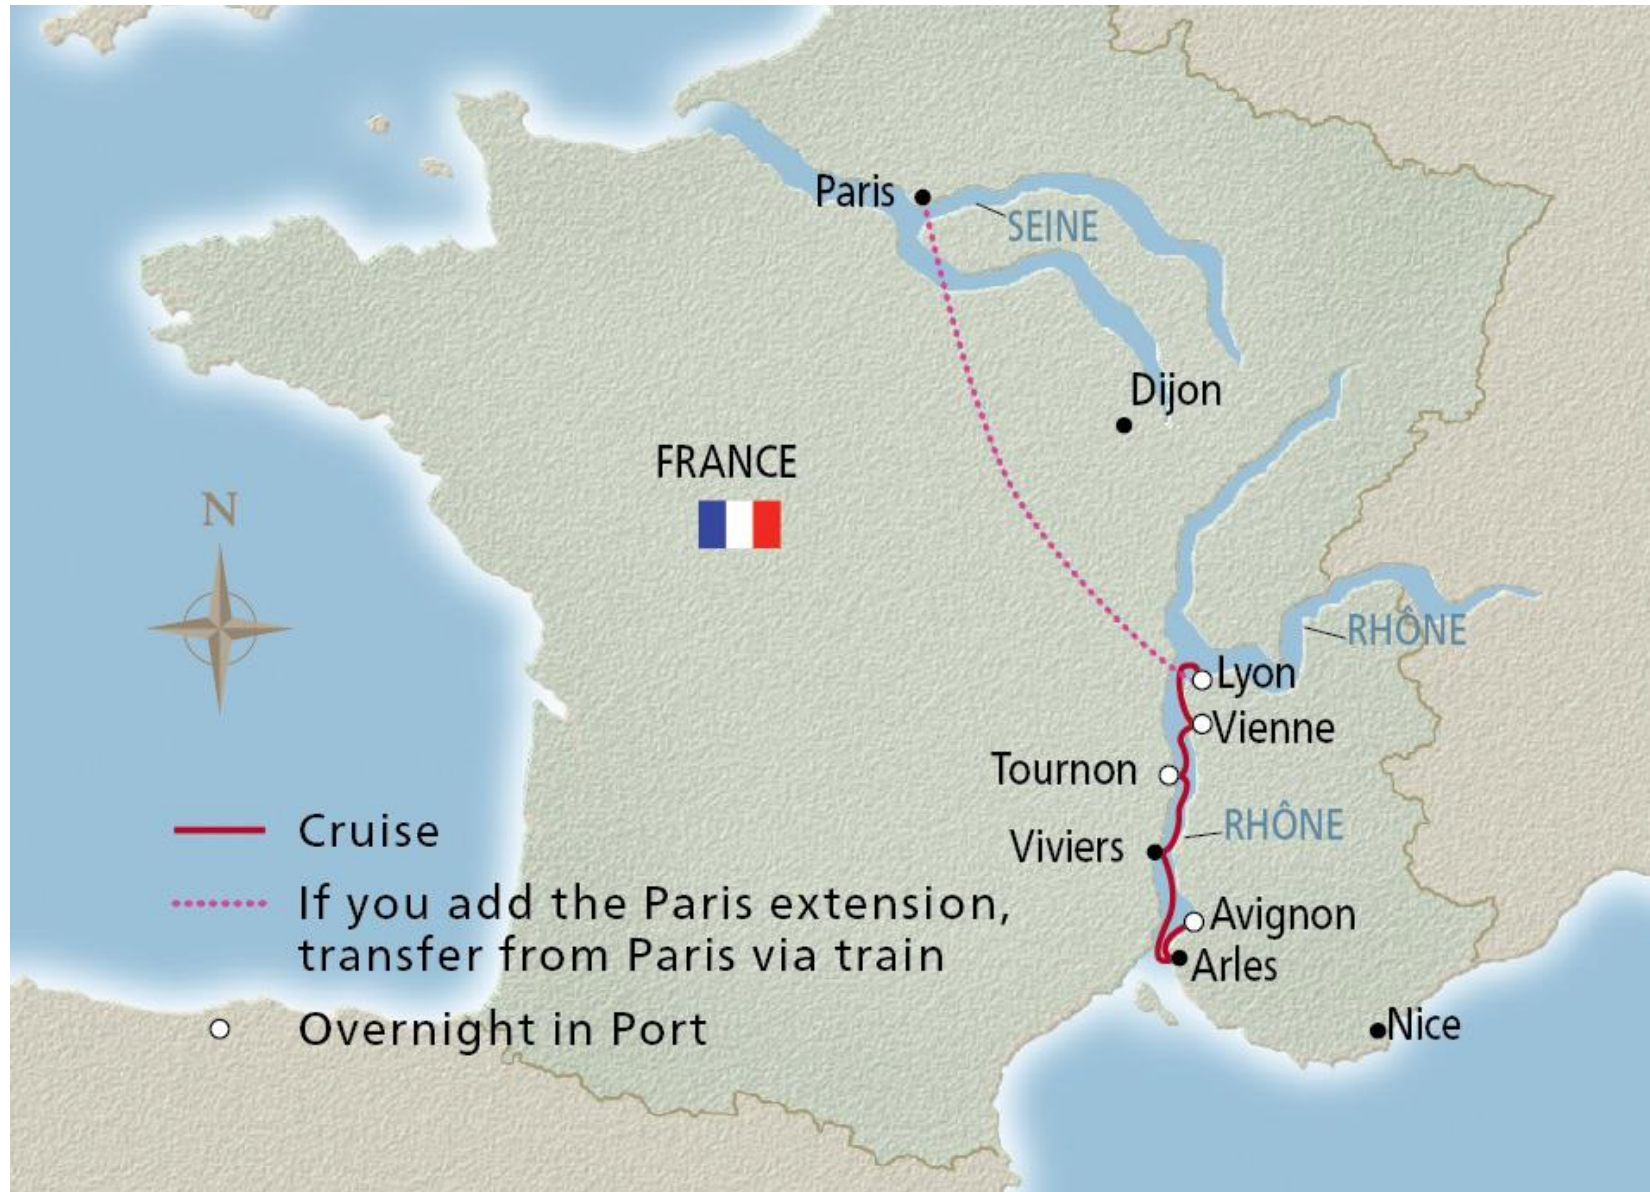 Paris
SEINE
Dijon
FRANCE
N
RHÔNE
Lyon
Vienne
Tournon
RHÔNE
Viviers
Avignon
Arles
Nice
Cruise
If you add the Paris extension,
transfer from Paris via train
Overnight in Port